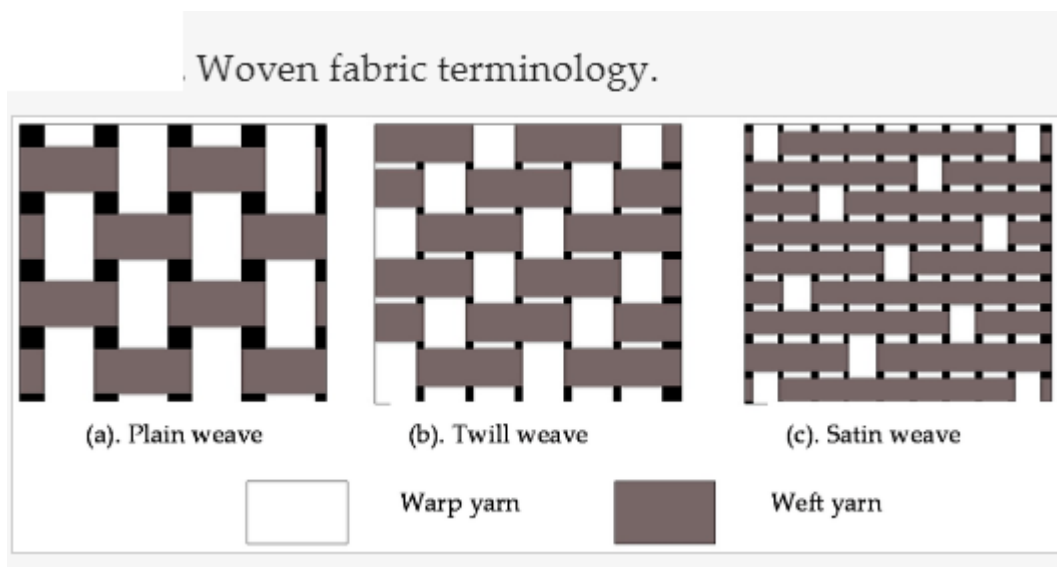 . Woven fabric terminology.
(a). Plain weave (b). Twill weave (c). Satin weave
Warp yarn Weft yarn